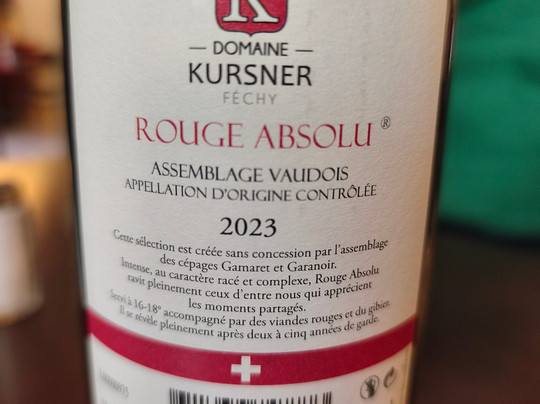 K
DOMAINE
KURSNER
FÉCHY
ROUGE ABSOLU ®
ASSEMBLAGE VAUDOIS
APPELLATION D'ORIGINE CONTRÔLÉE
2023
Cette sélection est créée sans concession par l'assemblage
des cépages Gamaret et Garanoir.
Intense, au caractère racé et complexe, Rouge Absolu
ravit pleinement ceux d'entre nous qui apprécient
les moments partagés.
Servi à 16-18° accompagné par des viandes rouges et du gibier.
Il se révèle pleinement après deux à cinq années de garde.